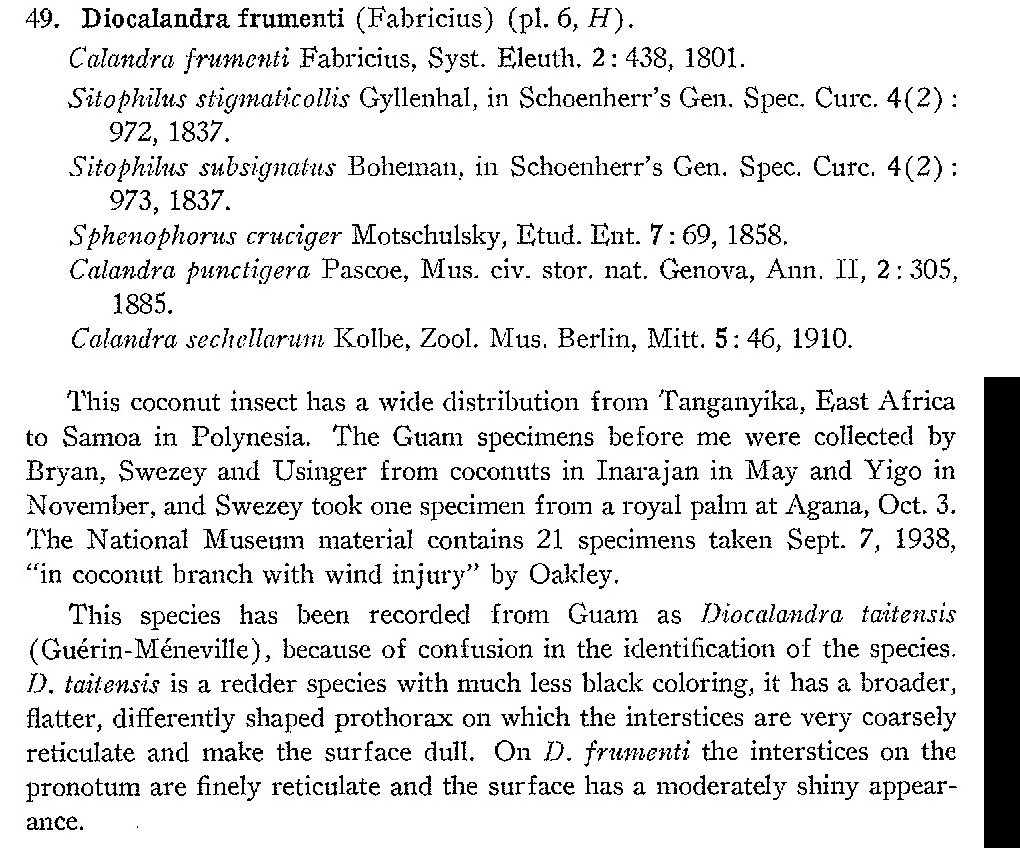 49. Diocalandra frumenti (Fabricius) (pl. 6, H).
Calandra frumenti Fabricius, Syst. Eleuth. 2: 438, 1801.
Sitophilus stigmaticollis Gyllenhal, in Schoenherr's Gen. Spec. Curc. 4(2):
972, 1837.
Sitophilus subsignatus Boheman, in Schoenherr's Gen. Spec. Curc. 4(2):
973, 1837.
Sphenophorus cruciger Motschulsky, Etud. Ent. 7: 69, 1858.
Calandra punctigera Pascoe, Mus. civ. stor. nat. Genova, Ann. II, 2: 305,
1885.
Calandra sechellarum Kolbe, Zool. Mus. Berlin, Mitt. 5: 46, 1910.
This coconut insect has a wide distribution from Tanganyika, East Africa
to Samoa in Polynesia. The Guam specimens before me were collected by
Bryan, Swezey and Usinger from coconuts in Inarajan in May and Yigo in
November, and Swezey took one specimen from a royal palm at Agana, Oct. 3.
The National Museum material contains 21 specimens taken Sept. 7, 1938,
"in coconut branch with wind injury" by Oakley.
This species has been recorded from Guam as Diocalandra taitensis
(Guérin-Méneville), because of confusion in the identification of the species.
D. taitensis is a redder species with much less black coloring, it has a broader,
flatter, differently shaped prothorax on which the interstices are very coarsely
reticulate and make the surface dull. On D. frumenti the interstices on the
pronotum are finely reticulate and the surface has a moderately shiny appear-
ance.